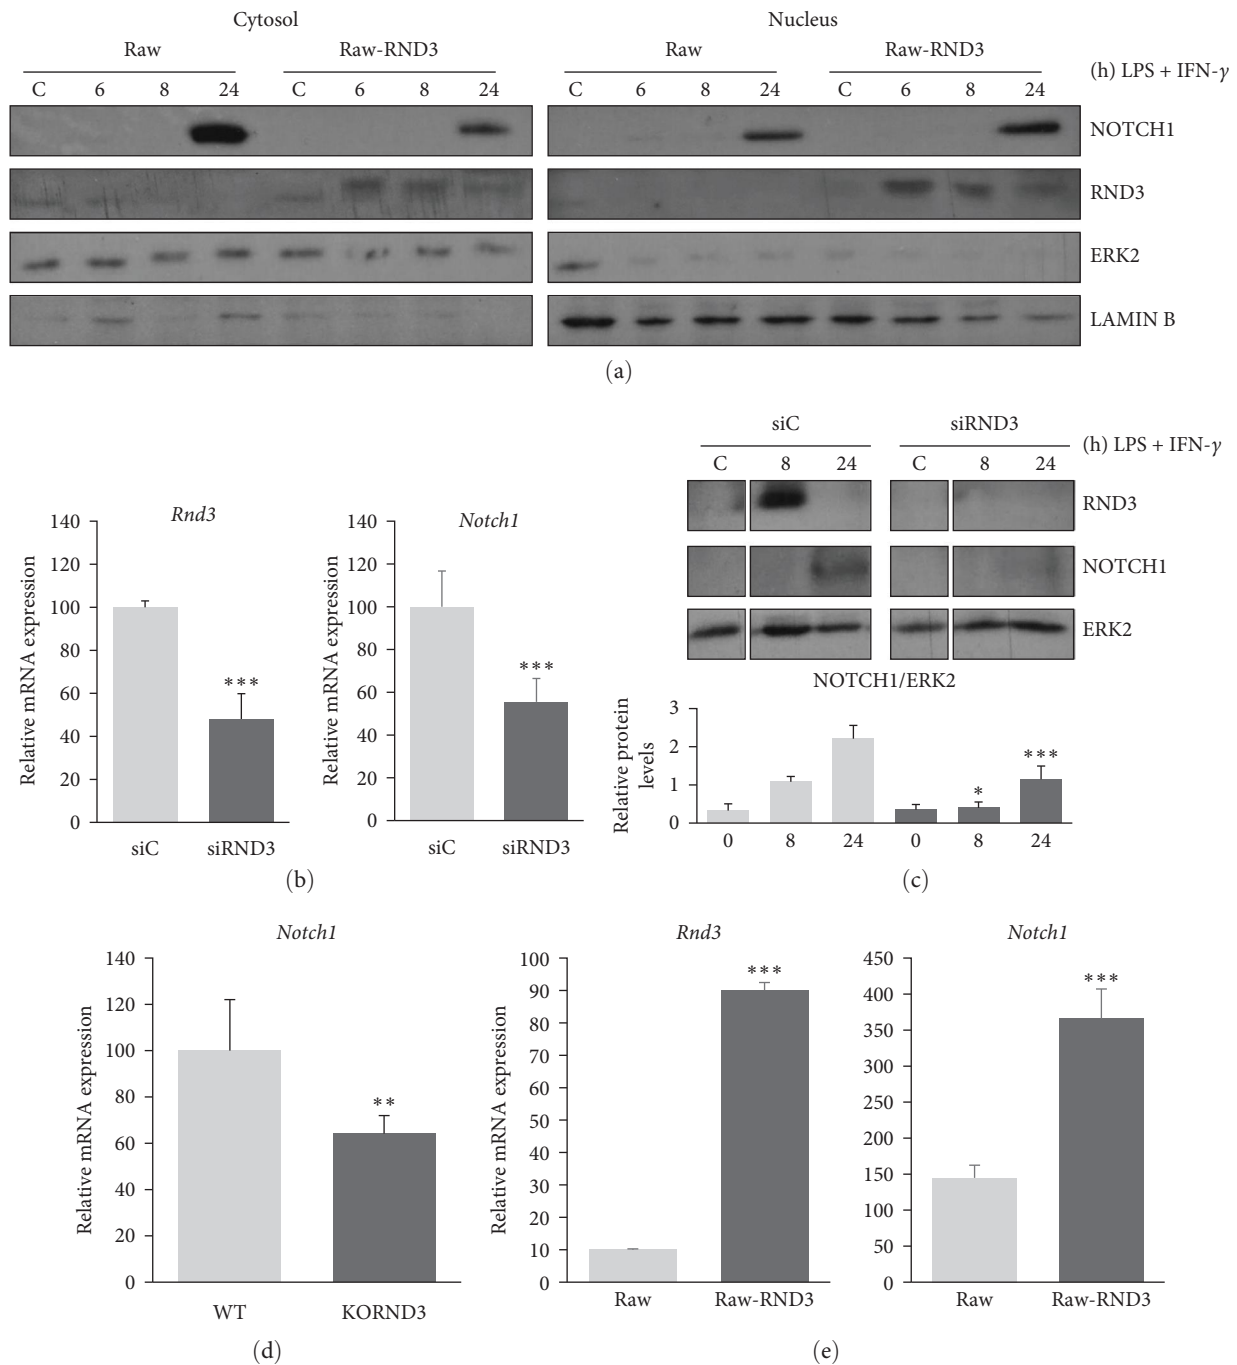 Cytosol Nucleus
Raw Raw-RND3 Raw Raw-RND3
(h) LPS + IFN-γ
C 6 8 24 C 6 8 24 C 6 8 24 C 6 8 24
NOTCH1
RND3
ERK2
LAMIN B
(a)
Rnd3
Relative mRNA expression
140
120
100
80
60
40
20
0
***
siC siRND3
Notch1
Relative mRNA expression
140
120
100
80
60
40
20
0
***
siC siRND3
(b)
siC siRND3
(h) LPS + IFN-γ
C 8 24 C 8 24
RND3
NOTCH1
ERK2
NOTCH1/ERK2
Relative protein
levels
3
2
1
0
* ***
0 8 24 0 8 24
(c)
Notch1
Relative mRNA expression
140
120
100
80
60
40
20
0
**
WT KORND3
(d)
Rnd3
Relative mRNA expression
100
90
80
70
60
50
40
30
20
10
0
***
Raw Raw-RND3
Notch1
450
400
350
300
250
200
150
100
50
0
***
Raw Raw-RND3
(e)